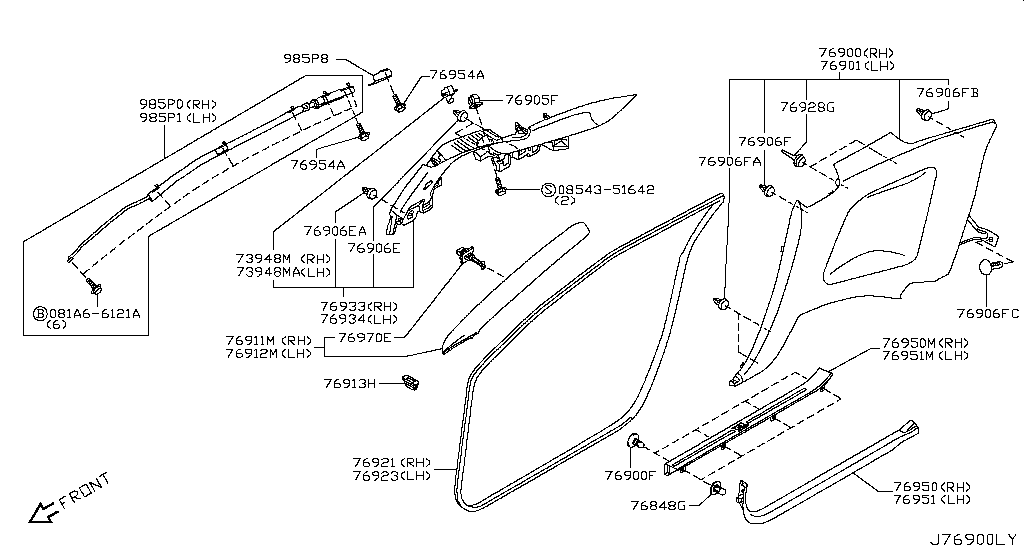 985P8
76954A
985P0(RH)
985P1(LH)
76954A
76905F
S 08543-51642
(2)
76906EA
76906E
73948M (RH)
73948MA(LH)
76933(RH)
76934(LH)
B 081A6-6121A
(6)
76911M(RH)
76912M(LH)
76970E
76913H
76921 (RH)
76923(LH)
76900(RH)
76901(LH)
76906FB
76928G
76906F
76906FA
76906FC
76950M(RH)
76951M(LH)
76900F
76848G
76950(RH)
76951 (LH)
FRONT
J76900LY